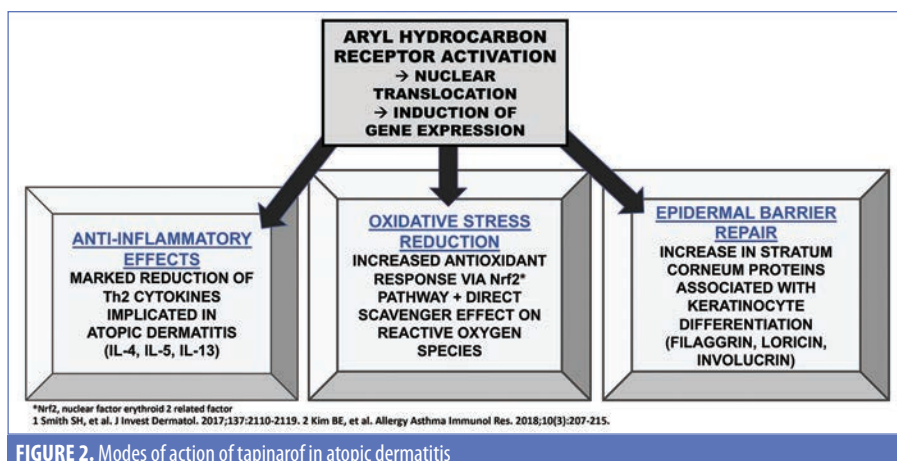 ARYL HYDROCARBON
RECEPTOR ACTIVATION
→ NUCLEAR
TRANSLOCATION
→ INDUCTION OF
GENE EXPRESSION
ANTI-INFLAMMATORY
EFFECTS
MARKED REDUCTION OF
Th2 CYTOKINES
IMPLICATED IN
ATOPIC DERMATITIS
(IL-4, IL-5, IL-13)
OXIDATIVE STRESS
REDUCTION
INCREASED ANTIOXIDANT
RESPONSE VIA Nrf2*
PATHWAY + DIRECT
SCAVENGER EFFECT ON
REACTIVE OXYGEN
SPECIES
EPIDERMAL BARRIER
REPAIR
INCREASE IN STRATUM
CORNEUM PROTEINS
ASSOCIATED WITH
KERATINOCYTE
DIFFERENTIATION
(FILAGGRIN, LORICIN,
INVOLUCRIN)
*Nrf2, nuclear factor erythroid 2 related factor
1 Smith SH, et al. J Invest Dermatol. 2017;137:2110-2119. 2 Kim BE, et al. Allergy Asthma Immunol Res. 2018;10(3):207-215.
FIGURE 2. Modes of action of tapinarof in atopic dermatitis